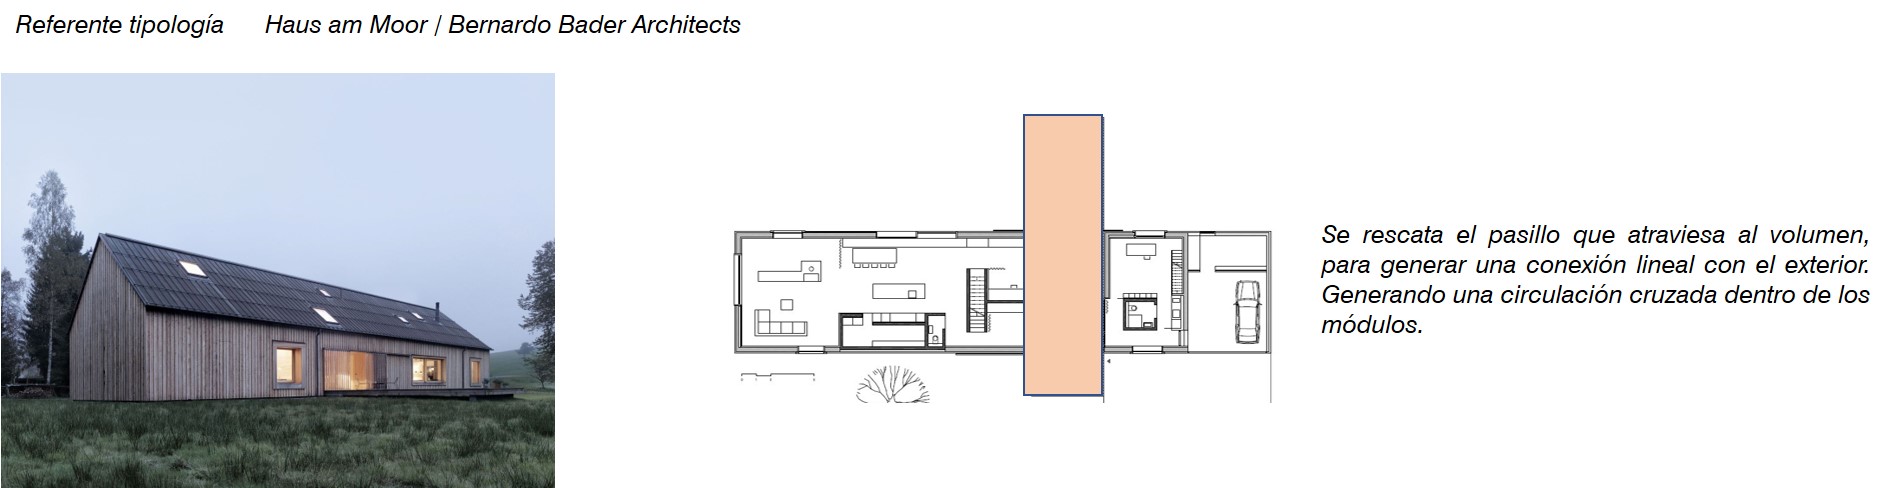 Referente tipología Haus am Moor / Bernardo Bader Architects
Se rescata el pasillo que atraviesa al volumen,
para generar una conexión lineal con el exterior.
Generando una circulación cruzada dentro de los
módulos.